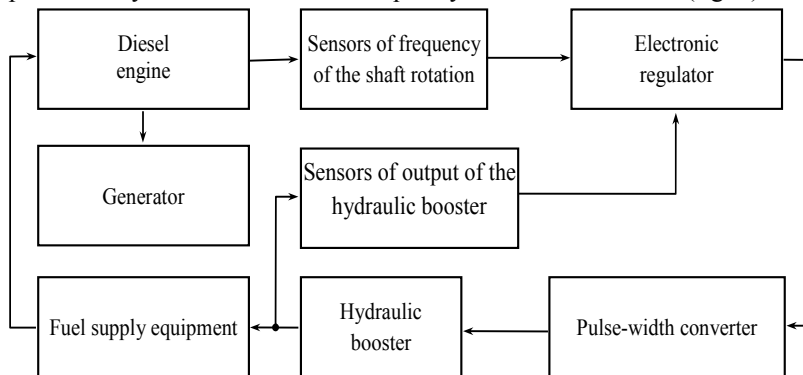 Diesel
engine
Sensors of frequency
of the shaft rotation
Electronic
regulator
Generator
Sensors of output of the
hydraulic booster
Fuel supply equipment
Hydraulic
booster
Pulse-width converter